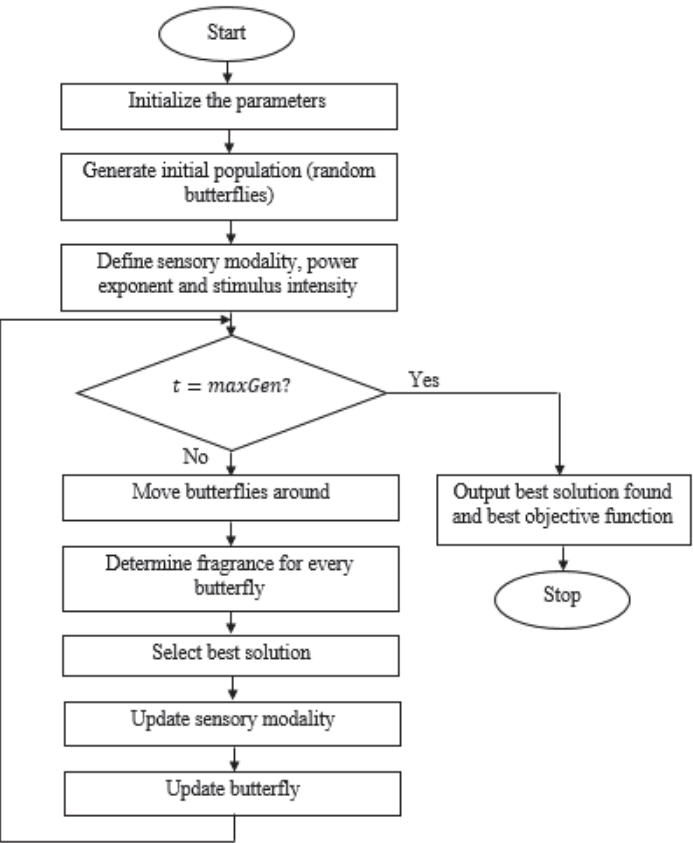 Start
Initialize the parameters
Generate initial population (random
butterflies)
Define sensory modality, power
exponent and stimulus intensity
t = maxGen?
Yes
No
Move butterflies around
Output best solution found
and best objective function
Determine fragrance for every
butterfly
Stop
Select best solution
Update sensory modality
Update butterfly